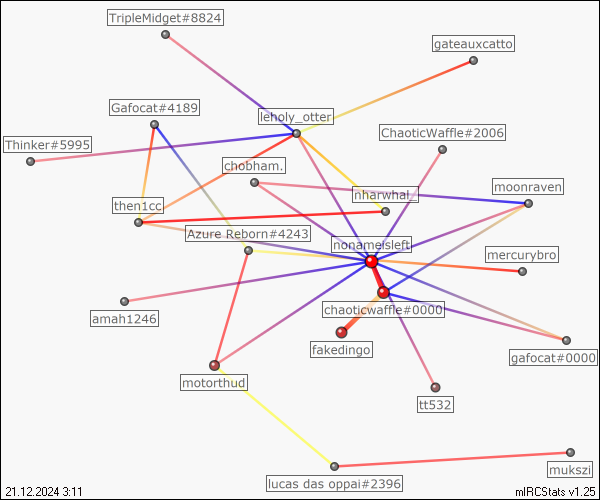 TripleMidget#8824
gateauxcatto
Gafocat#4189
leholy_otter
ChaoticWaffle#2006
Thinker#5995
chobham.
moonraven
nharwhal_
then1cc
Azure Reborn#4243
nonameisleft
mercurybro
chaoticwaffle#0000
amah1246
fakedingo
gafocat#0000
motorthud
tt532
mukszi
lucas das oppai#2396
21.12.2024 3:11
mIRCStats v1.25